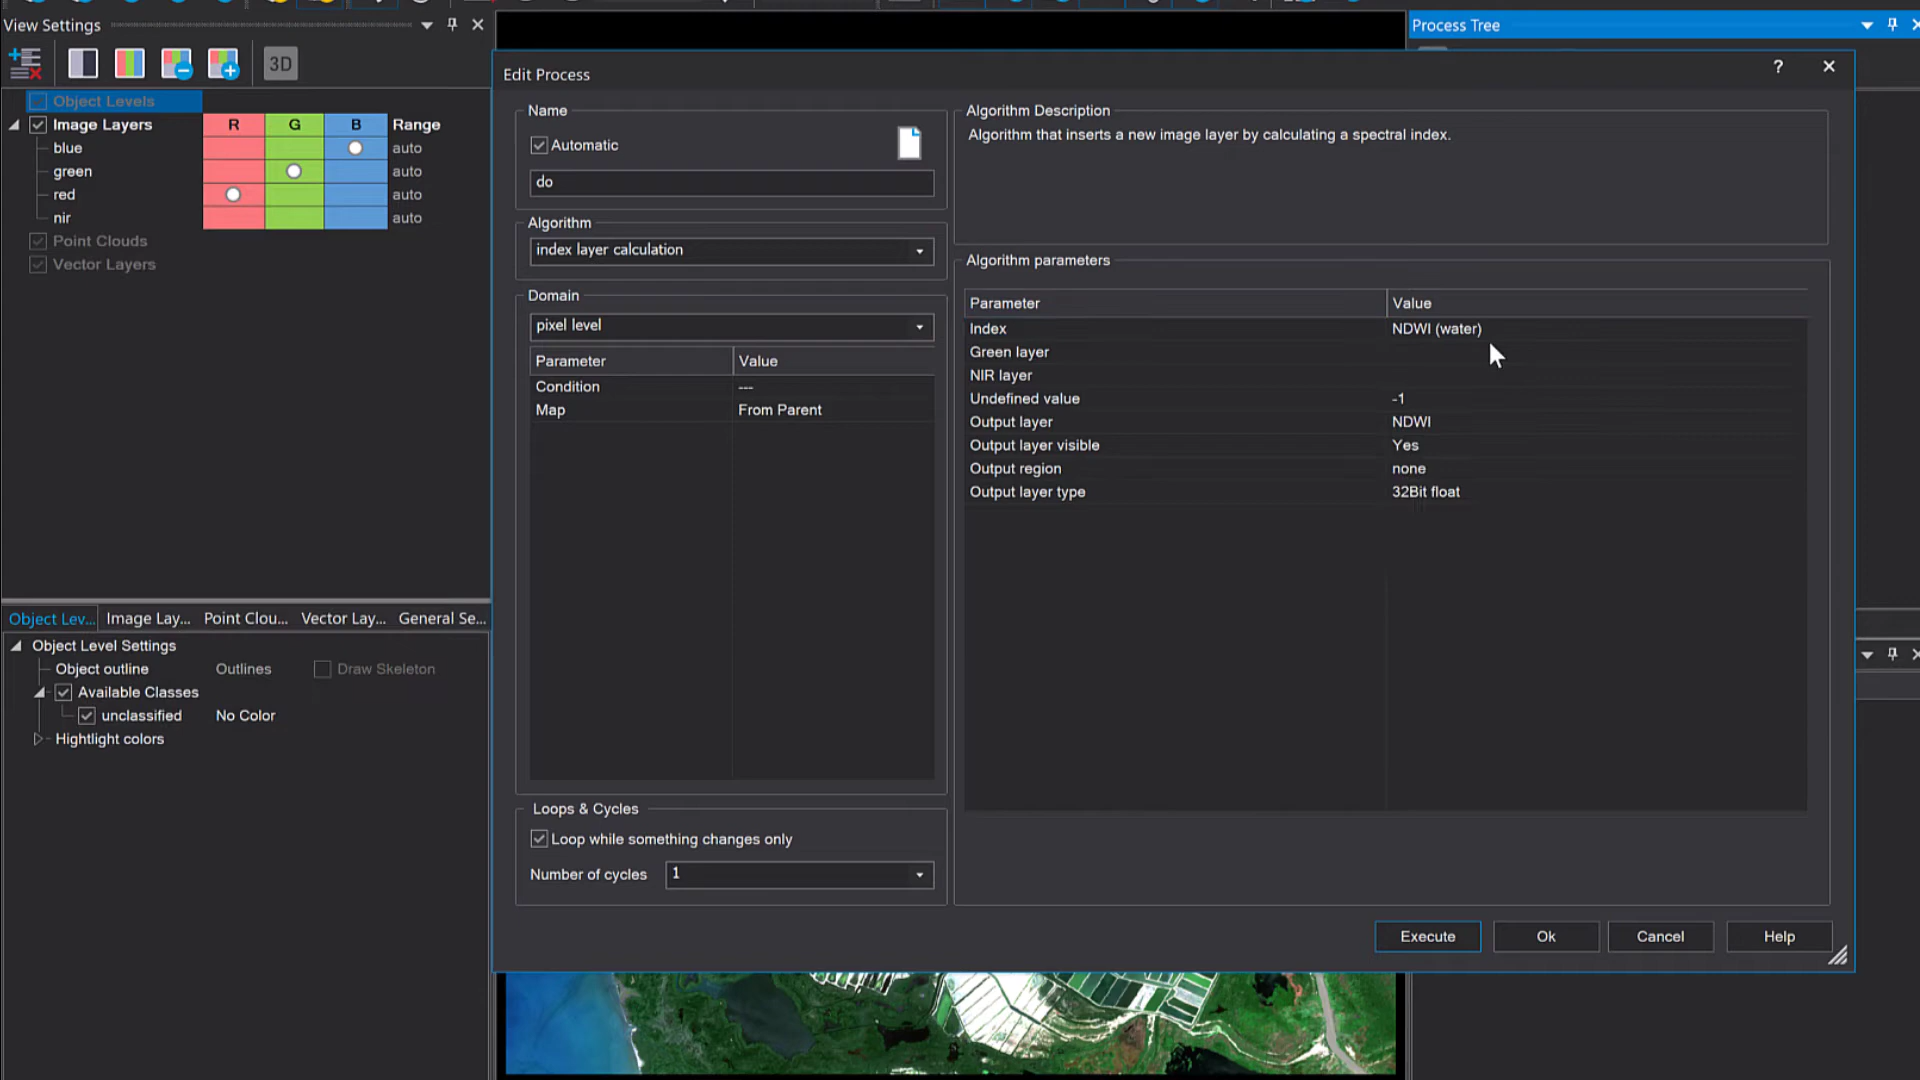 View Settings
3D
Object Levels
Image Layers R G B Range
blue auto
green auto
red auto
nir auto
Point Clouds
Vector Layers
Object Lev... Image Lay... Point Clou... Vector Lay... General Se...
Object Level Settings
Object outline Outlines Draw Skeleton
Available Classes
unclassified No Color
Hightlight colors
Edit Process
?
Name
Automatic
do
Algorithm
index layer calculation
Domain
pixel level
Parameter Value
Condition ---
Map From Parent
Loops & Cycles
Loop while something changes only
Number of cycles 1
Algorithm Description
Algorithm that inserts a new image layer by calculating a spectral index.
Algorithm parameters
Parameter Value
Index NDWI (water)
Green layer
NIR layer
Undefined value -1
Output layer NDWI
Output layer visible Yes
Output region none
Output layer type 32Bit float
Execute Ok Cancel Help
Process Tree